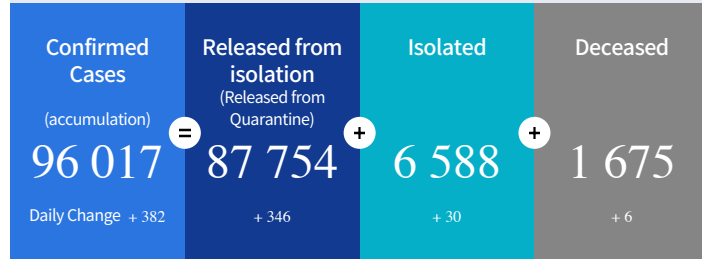 Confirmed
Cases
(accumulation)
96 017
Daily Change + 382
=
Released from
isolation
(Released from
Quarantine)
87 754
+ 346
+
Isolated
6 588
+ 30
+
Deceased
1 675
+ 6